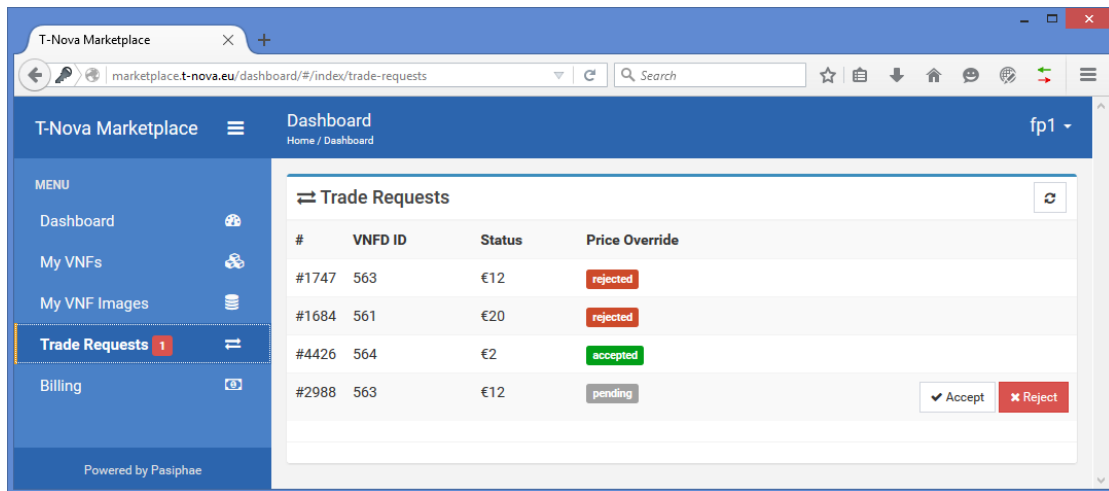 T-Nova Marketplace
marketplace.t-nova.eu/dashboard/#/index/trade-requests
Search
T-Nova Marketplace
Dashboard
Home / Dashboard
fp1
MENU
Dashboard
My VNFs
My VNF Images
Trade Requests 1
Billing
Powered by Pasiphae
Trade Requests
# VNFD ID Status Price Override
#1747 563 €12 rejected
#1684 561 €20 rejected
#4426 564 €2 accepted
#2988 563 €12 pending Accept Reject